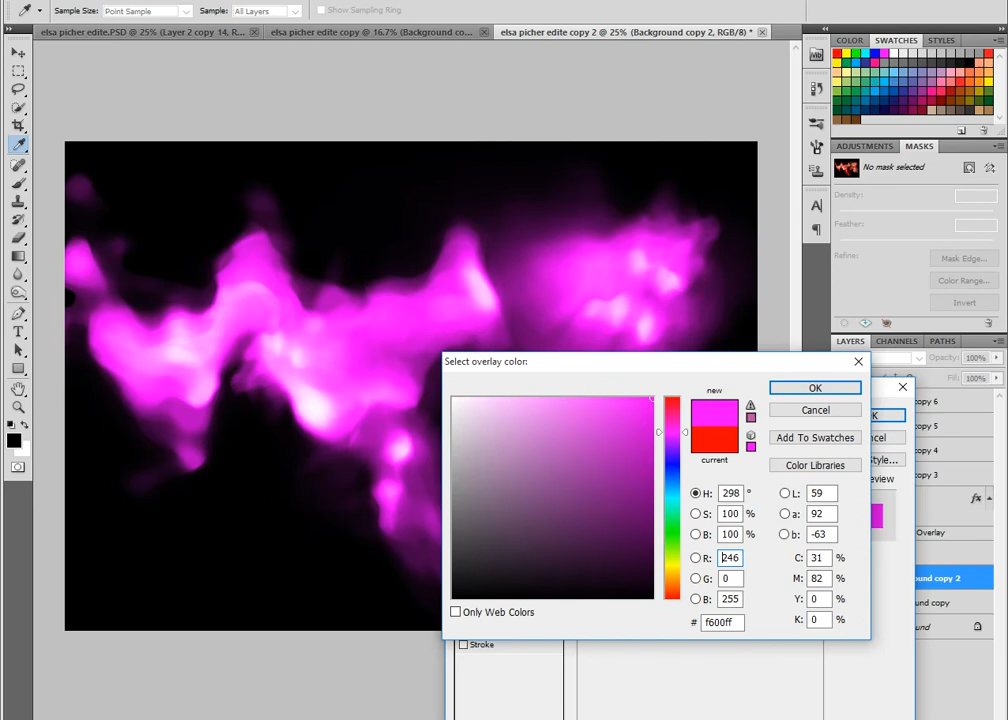 Sample Size: Point Sample Sample: All Layers Show Sampling Ring
elsa picher edite.PSD @ 25% (Layer 2 copy 14, R... elsa picher edite copy @ 16.7% (Background co... elsa picher edite copy 2 @ 25% (Background copy 2, RGB/8) *
COLOR SWATCHES STYLES
ADJUSTMENTS MASKS
No mask selected
Density:
Feather:
Refine: Mask Edge...
Color Range...
Invert
LAYERS CHANNELS PATHS
Opacity: 100%
Fill: 100%
copy 6
copy 5
copy 4
copy 3
fx
Overlay
ound copy 2
und copy
und
K
ncel
Style...
review
Select overlay color:
new
current
OK
Cancel
Add To Swatches
Color Libraries
H: 298 ° L: 59
S: 100 % a: 92
B: 100 % b: -63
R: 246 C: 31 %
G: 0 M: 82 %
B: 255 Y: 0 %
# f600ff K: 0 %
Only Web Colors
Stroke